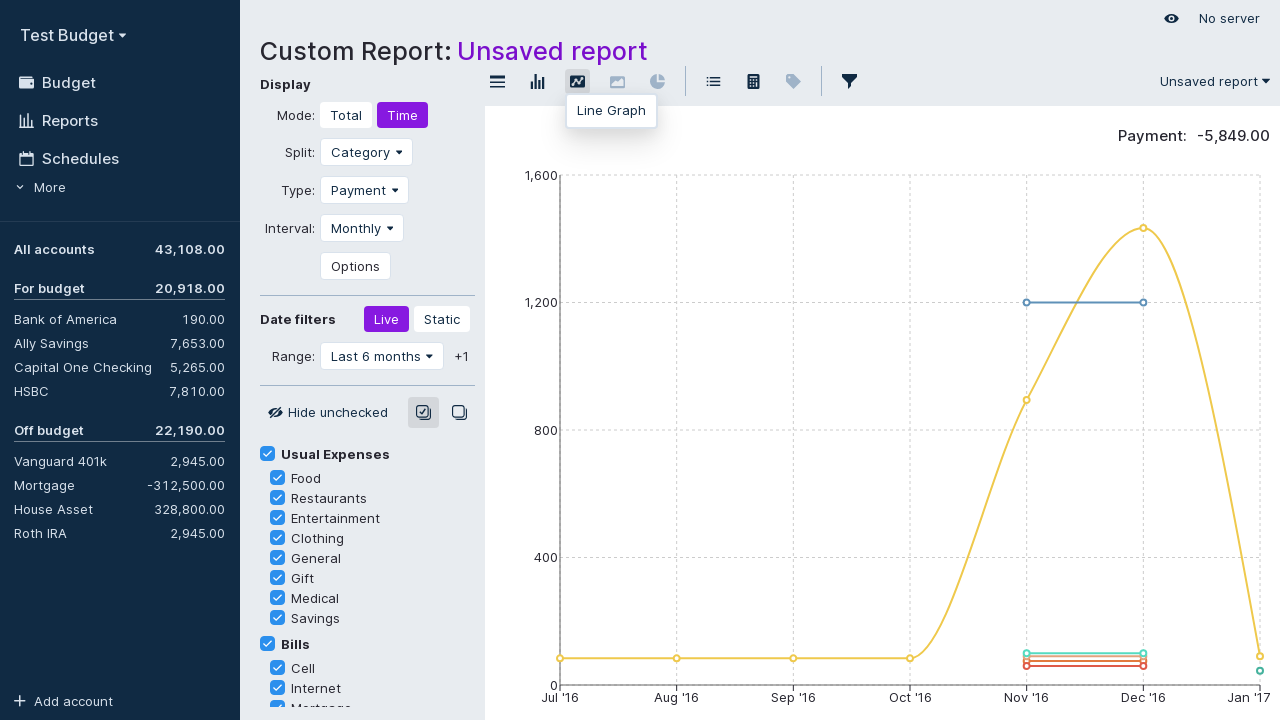 Test Budget
Budget
Reports
Schedules
More
All accounts 43,108.00
For budget 20,918.00
Bank of America 190.00
Ally Savings 7,653.00
Capital One Checking 5,265.00
HSBC 7,810.00
Off budget 22,190.00
Vanguard 401k 2,945.00
Mortgage -312,500.00
House Asset 328,800.00
Roth IRA 2,945.00
Add account
No server
Custom Report: Unsaved report
Display
Mode: Total Time
Split: Category
Type: Payment
Interval: Monthly
Options
Date filters Live Static
Range: Last 6 months +1
Hide unchecked
Usual Expenses
Food
Restaurants
Entertainment
Clothing
General
Gift
Medical
Savings
Bills
Cell
Internet
Mortgage
Unsaved report
Line Graph
Payment: -5,849.00
1,600
1,200
800
400
0
Jul '16 Aug '16 Sep '16 Oct '16 Nov '16 Dec '16 Jan '17